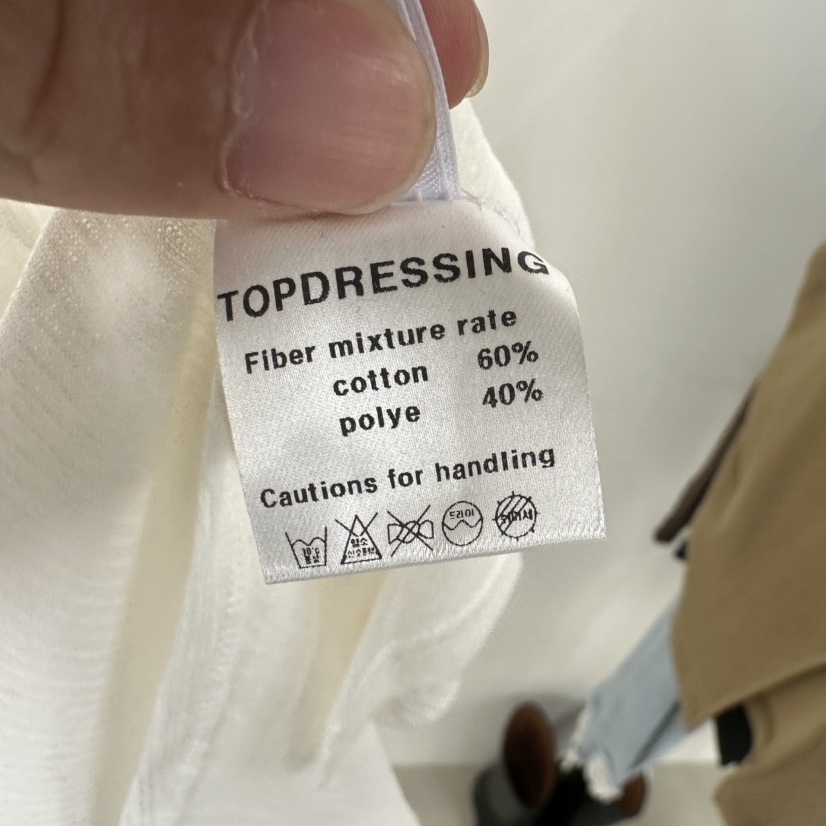 TOPDRESSING
Fiber mixture rate
cotton 60%
polye 40%
Cautions for handling
드라이